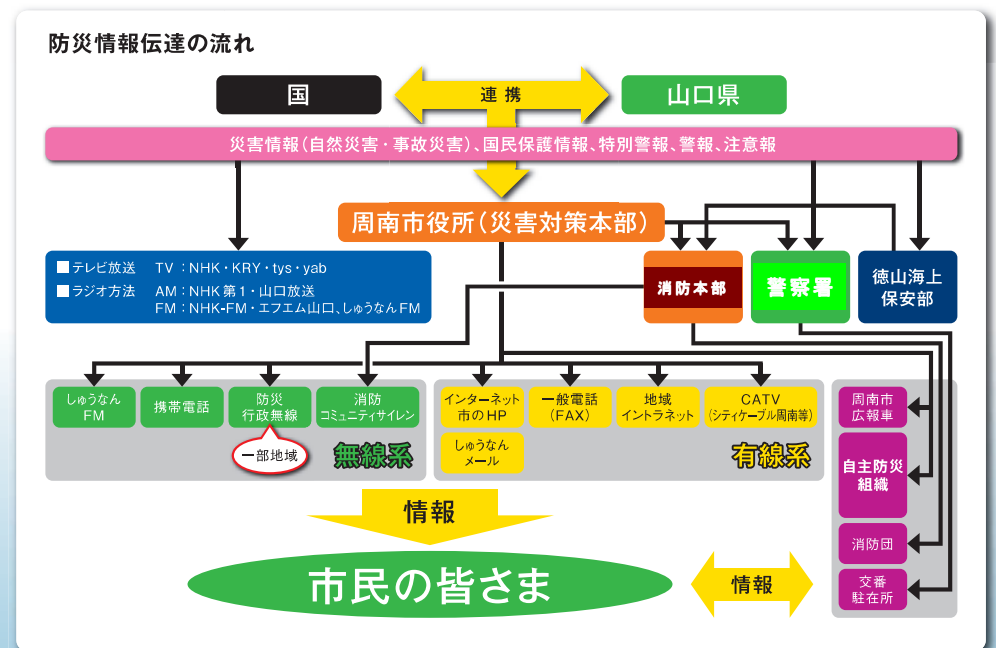 防災情報伝達の流れ
国
連携
山口県
災害情報(自然災害・事故災害)、国民保護情報、特別警報、警報、注意報
周南市役所(災害対策本部)
■テレビ放送 TV:NHK・KRY・tys・yab
■ラジオ方法 AM:NHK第1・山口放送
FM:NHK-FM・エフエム山口、しゅうなんFM
消防本部
警察署
徳山海上
保安部
しゅうなん
FM
携帯電話
防災
行政無線
消防
コミュニティサイレン
一部地域
無線系
インターネット
市のHP
一般電話
(FAX)
地域
イントラネット
CATV
(シティケーブル周南等)
しゅうなん
メール
有線系
周南市
広報車
自主防災
組織
消防団
交番
駐在所
情報
市民の皆さま
情報